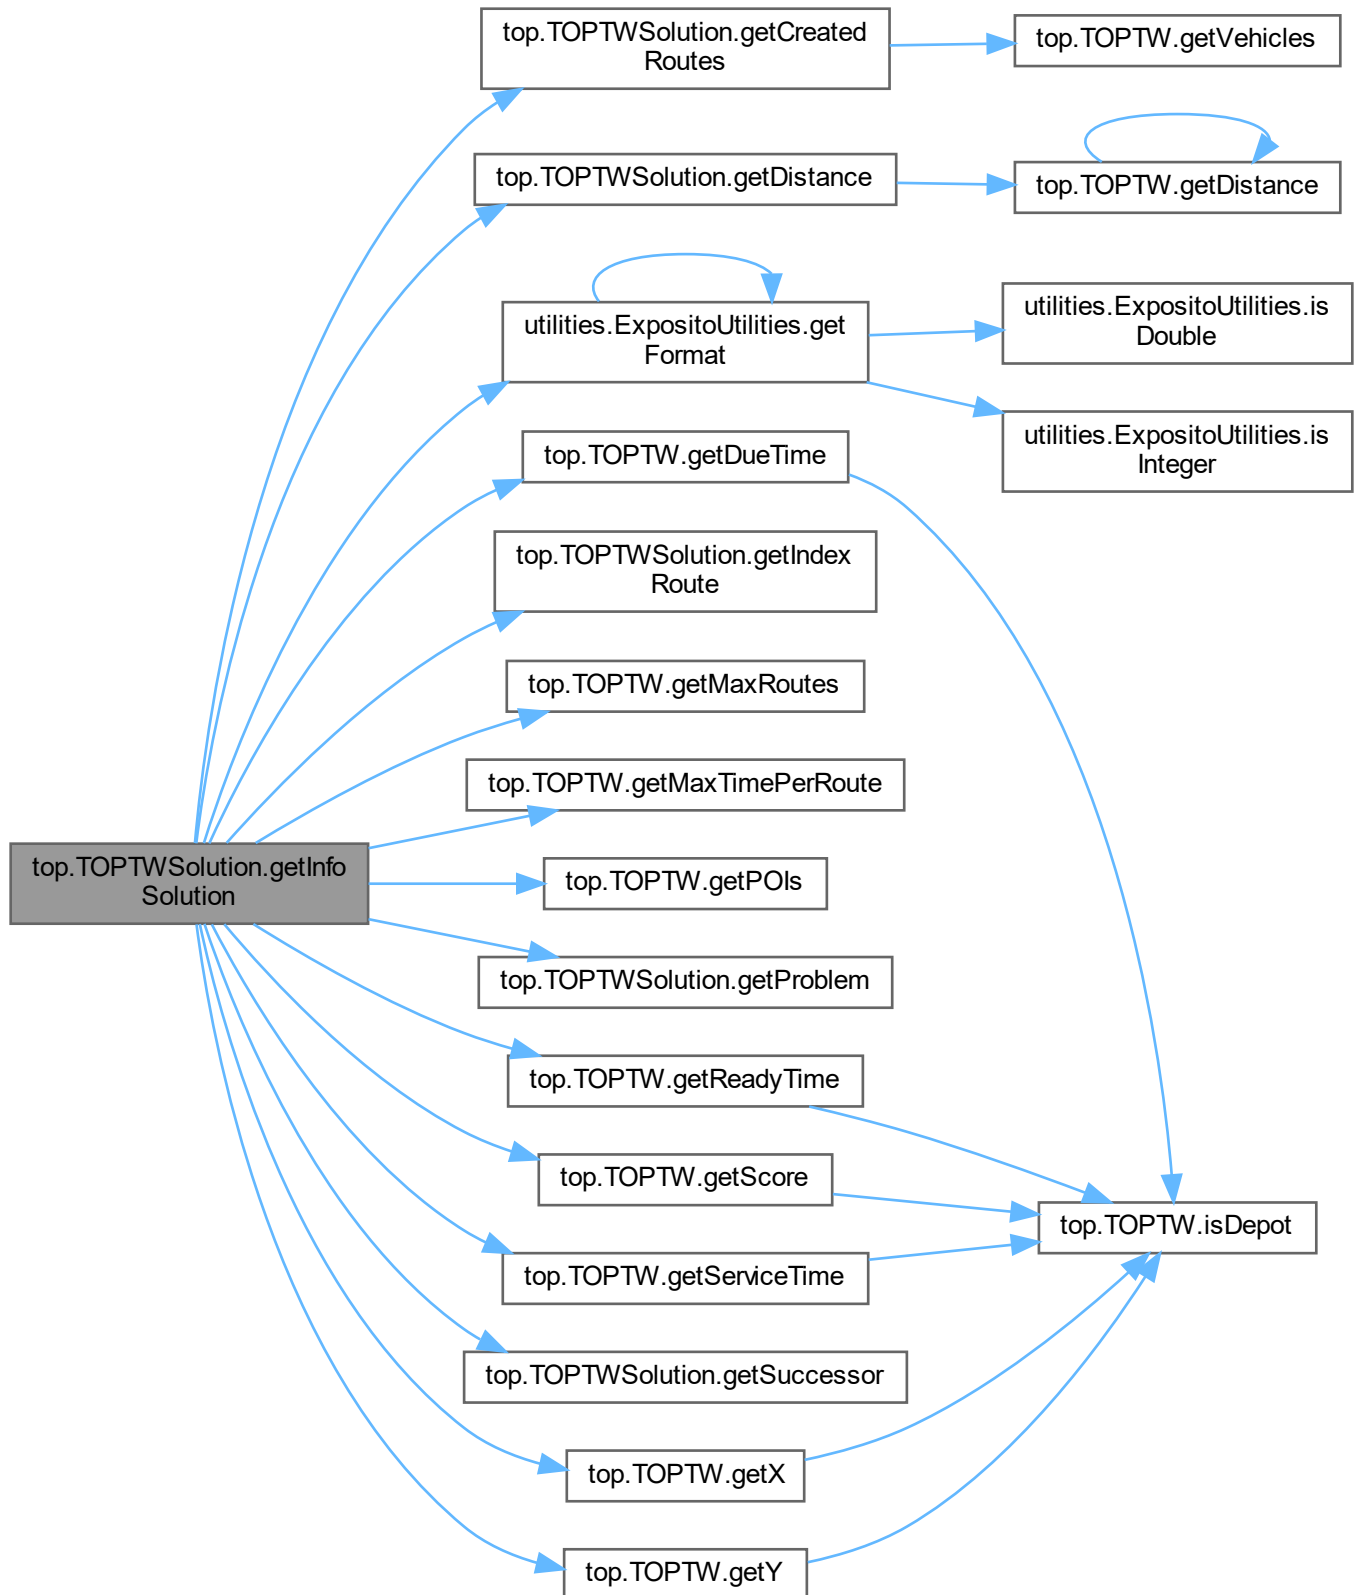 top.TOPTWSolution.getCreated
Routes
top.TOPTW.getVehicles
top.TOPTWSolution.getDistance
top.TOPTW.getDistance
utilities.ExpositoUtilities.get
Format
utilities.ExpositoUtilities.is
Double
utilities.ExpositoUtilities.is
Integer
top.TOPTW.getDueTime
top.TOPTWSolution.getIndex
Route
top.TOPTW.getMaxRoutes
top.TOPTW.getMaxTimePerRoute
top.TOPTWSolution.getInfo
Solution
top.TOPTW.getPOIs
top.TOPTWSolution.getProblem
top.TOPTW.getReadyTime
top.TOPTW.getScore
top.TOPTW.isDepot
top.TOPTW.getServiceTime
top.TOPTWSolution.getSuccessor
top.TOPTW.getX
top.TOPTW.getY